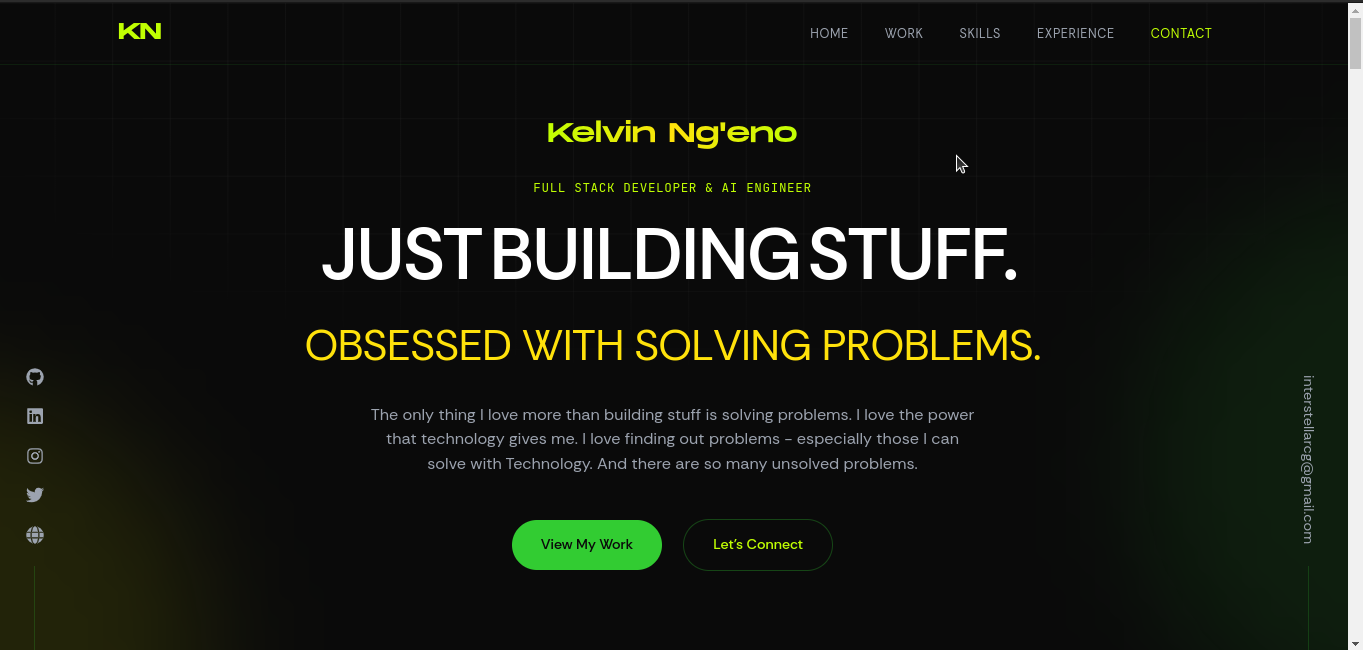 KN
HOME WORK SKILLS EXPERIENCE CONTACT
Kelvin Ng'eno
FULL STACK DEVELOPER & AI ENGINEER
JUST BUILDING STUFF.
OBSESSED WITH SOLVING PROBLEMS.
The only thing I love more than building stuff is solving problems. I love the power
that technology gives me. I love finding out problems - especially those I can
solve with Technology. And there are so many unsolved problems.
View My Work
Let's Connect
interstellarcg@gmail.com